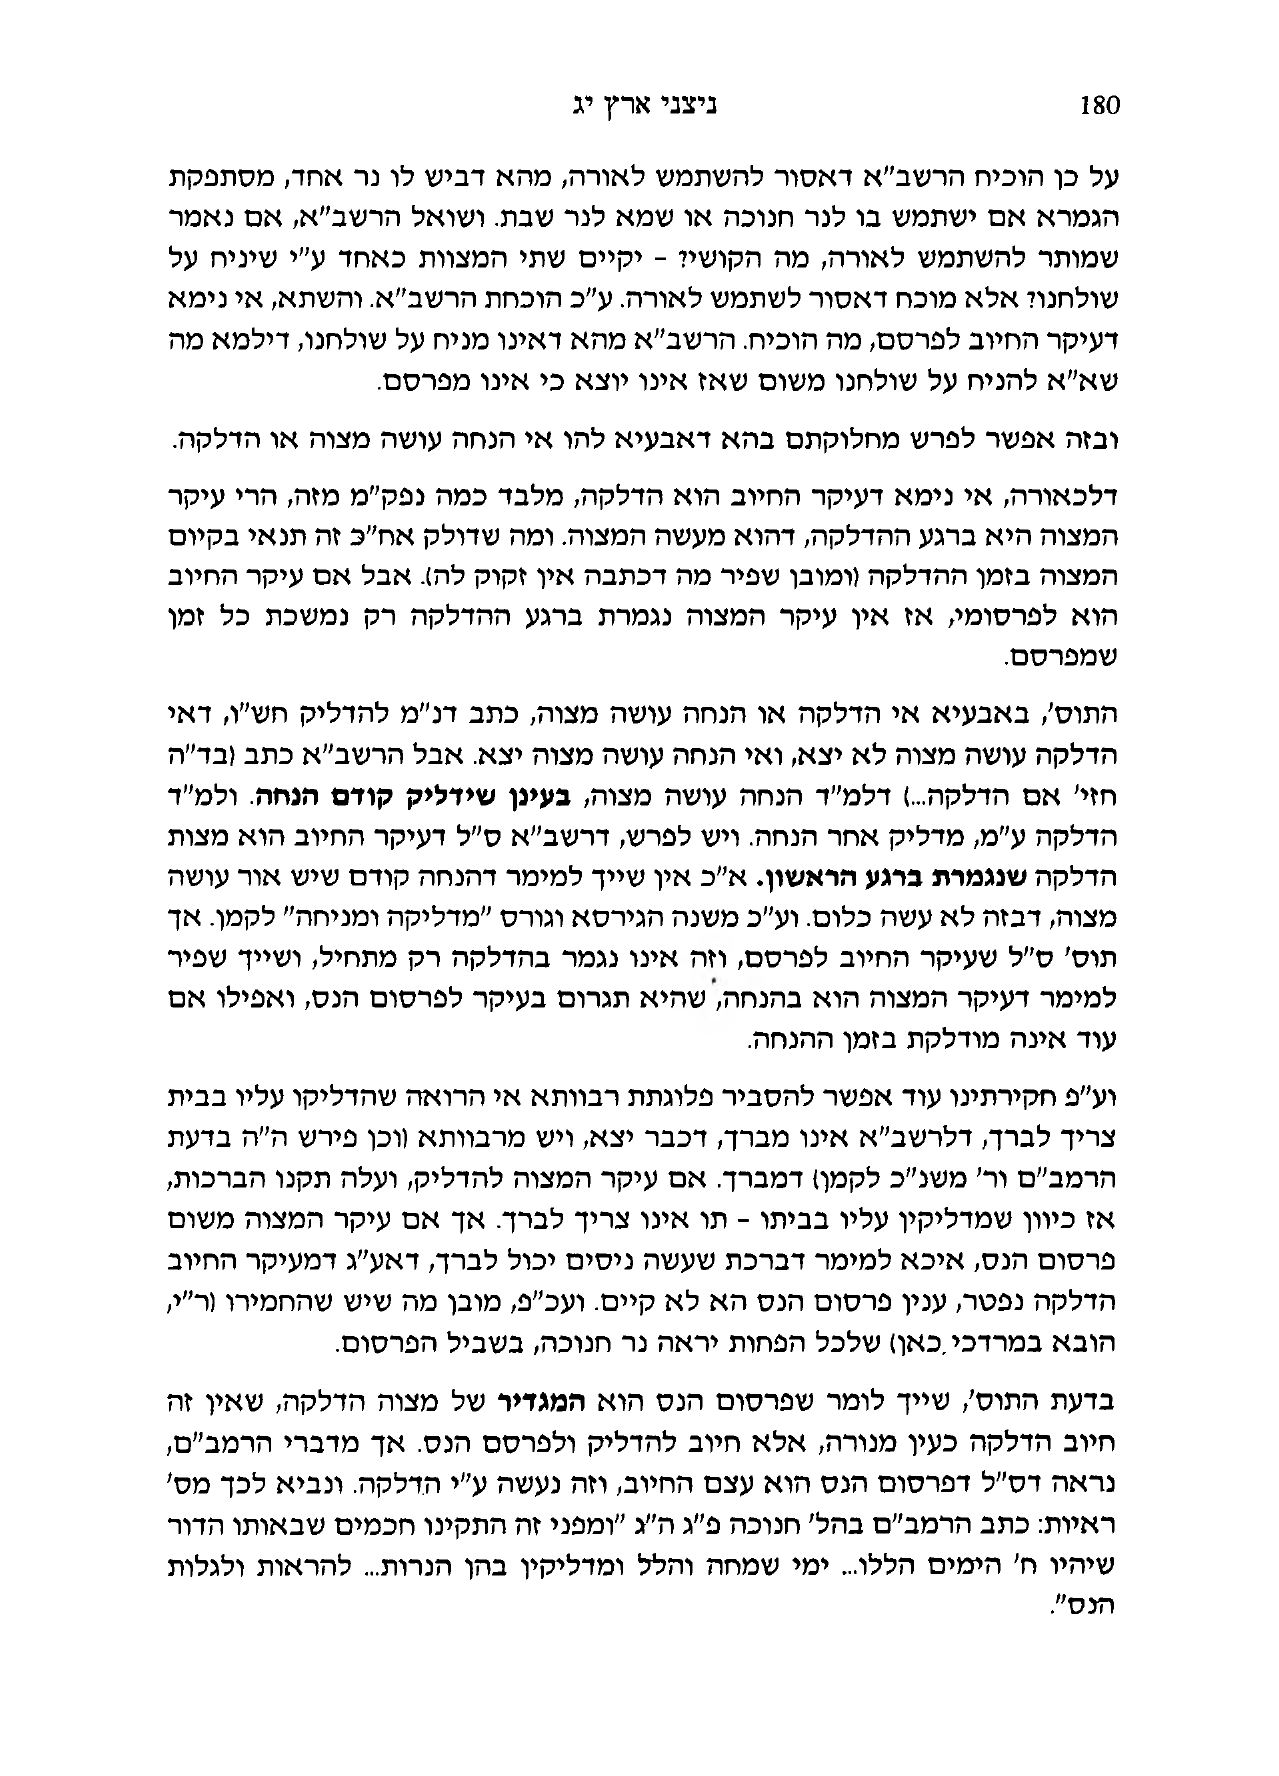 180 ניצני ארץ יג
על כן הוכיח הרשב"א דאסור להשתמש לאורה, מהא דביש לו נר אחד, מסתפקת
הגמרא אם ישתמש בו לנר חנוכה או שמא לנר שבת. ושואל הרשב"א, אם נאמר
שמותר להשתמש לאורה, מה הקושי? - יקיים שתי המצוות כאחד ע"י שיניח על
שולחנו? אלא מוכח דאסור לשתמש לאורה. ע"כ הוכחת הרשב"א. והשתא, אי נימא
דעיקר החיוב לפרסם, מה הוכיח. הרשב"א מהא דאינו מניח על שולחנו, דילמא מה
שא"א להניח על שולחנו משום שאז אינו יוצא כי אינו מפרסם.
ובזה אפשר לפרש מחלוקתם בהא דאבעיא להו אי הנחה עושה מצוה או הדלקה.
דלכאורה, אי נימא דעיקר החיוב הוא הדלקה, מלבד כמה נפק"מ מזה, הרי עיקר
המצוה היא ברגע ההדלקה, דהוא מעשה המצוה. ומה שדולק אח"כ זה תנאי בקיום
המצוה בזמן ההדלקה (ומובן שפיר מה דכתבה אין זקוק לה). אבל אם עיקר החיוב
הוא לפרסומי, אז אין עיקר המצוה נגמרת ברגע ההדלקה רק נמשכת כל זמן
שמפרסם.
התוס', באבעיא אי הדלקה או הנחה עושה מצוה, כתב דנ"מ להדליק חש"ו, דאי
הדלקה עושה מצוה לא יצא, ואי הנחה עושה מצוה יצא. אבל הרשב"א כתב (בד"ה
חזי' אם הדלקה...) דלמ"ד הנחה עושה מצוה, בעינן שידליק קודם הנחה. ולמ"ד
הדלקה ע"מ, מדליק אחר הנחה. ויש לפרש, דרשב"א ס"ל דעיקר החיוב הוא מצות
הדלקה שנגמרת ברגע הראשון. א"כ אין שייך למימר דהנחה קודם שיש אור עושה
מצוה, דבזה לא עשה כלום. וע"כ משנה הגירסא וגורס "מדליקה ומניחה" לקמן. אך
תוס' ס"ל שעיקר החיוב לפרסם, וזה אינו נגמר בהדלקה רק מתחיל, ושייך שפיר
למימר דעיקר המצוה הוא בהנחה, שהיא תגרום בעיקר לפרסום הנס, ואפילו אם
עוד אינה מודלקת בזמן ההנחה.
וע"פ חקירתינו עוד אפשר להסביר פלוגתת רבוותא אי הרואה שהדליקו עליו בבית
צריך לברך, דלרשב"א אינו מברך, דכבר יצא, ויש מרבוותא (וכן פירש ה"ה בדעת
הרמב"ם ור' משנ"כ לקמן) דמברך. אם עיקר המצוה להדליק, ועלה תקנו הברכות,
אז כיוון שמדליקין עליו בביתו - תו אינו צריך לברך. אך אם עיקר המצוה משום
פרסום הנס, איכא למימר דברכת שעשה ניסים יכול לברך, דאע"ג דמעיקר החיוב
הדלקה נפטר, ענין פרסום הנס הא לא קיים. ועכ"פ, מובן מה שיש שהחמירו (ר"י,
הובא במרדכי כאן) שלכל הפחות יראה נר חנוכה, בשביל הפרסום.
בדעת התוס', שייך לומר שפרסום הנס הוא המגדיר של מצוה הדלקה, שאין זה
חיוב הדלקה כעין מנורה, אלא חיוב להדליק ולפרסם הנס. אך מדברי הרמב"ם,
נראה דס"ל דפרסום הנס הוא עצם החיוב, וזה נעשה ע"י הדלקה. ונביא לכך מס'
ראיות: כתב הרמב"ם בהל' חנוכה פ"ג ה"ג "ומפני זה התקינו חכמים שבאותו הדור
שיהיו ח' הימים הללו... ימי שמחה והלל ומדליקין בהן הנרות... להראות ולגלות
הנס".